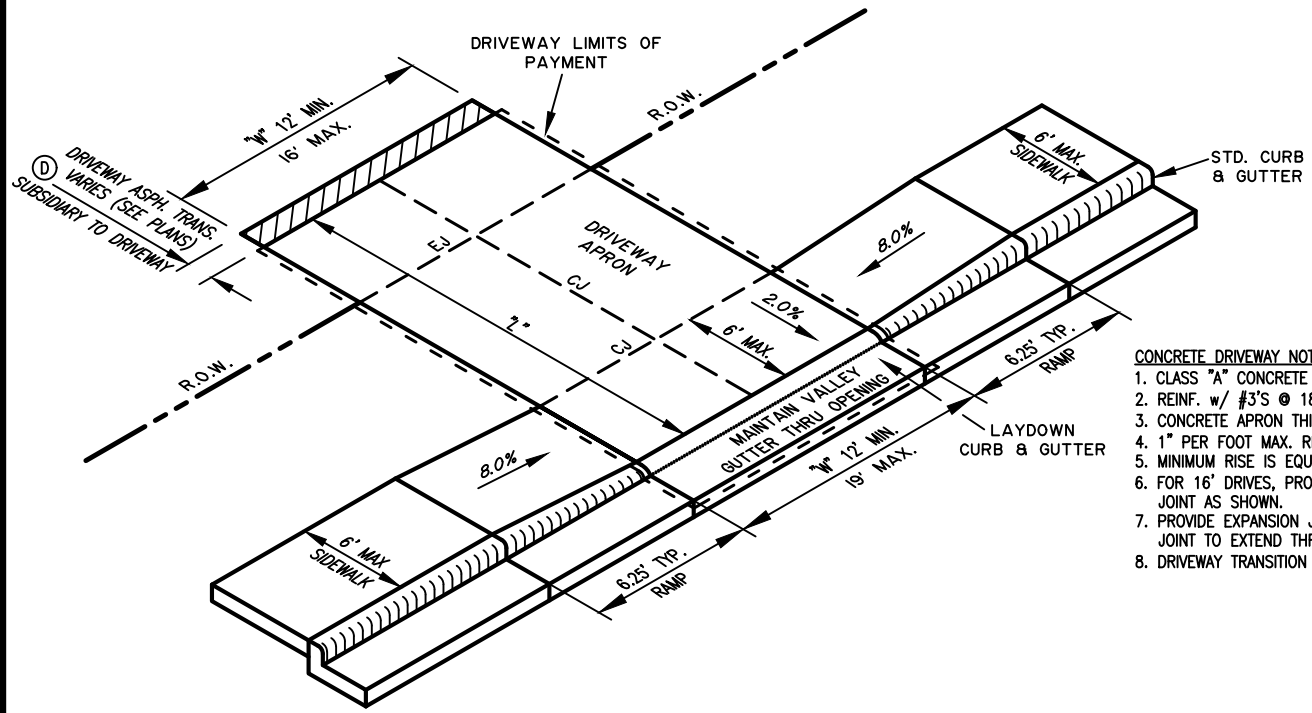 DRIVEWAY LIMITS OF
PAYMENT
"W" 12' MIN.
16' MAX.
R.O.W.
D
DRIVEWAY ASPH. TRANS.
VARIES (SEE PLANS)
SUBSIDIARY TO DRIVEWAY
6' MAX.
SIDEWALK
STD. CURB
& GUTTER
EJ
DRIVEWAY
APRON
8.0%
CJ
2.0%
"L"
6' MAX.
CJ
R.O.W.
6.25' TYP.
RAMP
MAINTAIN VALLEY
GUTTER THRU OPENING
LAYDOWN
CURB & GUTTER
"W" 12' MIN.
19' MAX.
8.0%
6' MAX
SIDEWALK
6.25' TYP.
RAMP
CONCRETE DRIVEWAY NOT
1. CLASS "A" CONCRETE
2. REINF. w/ #3'S @ 18
3. CONCRETE APRON THI
4. 1" PER FOOT MAX. R
5. MINIMUM RISE IS EQU
6. FOR 16' DRIVES, PRO
JOINT AS SHOWN.
7. PROVIDE EXPANSION J
JOINT TO EXTEND THR
8. DRIVEWAY TRANSITION